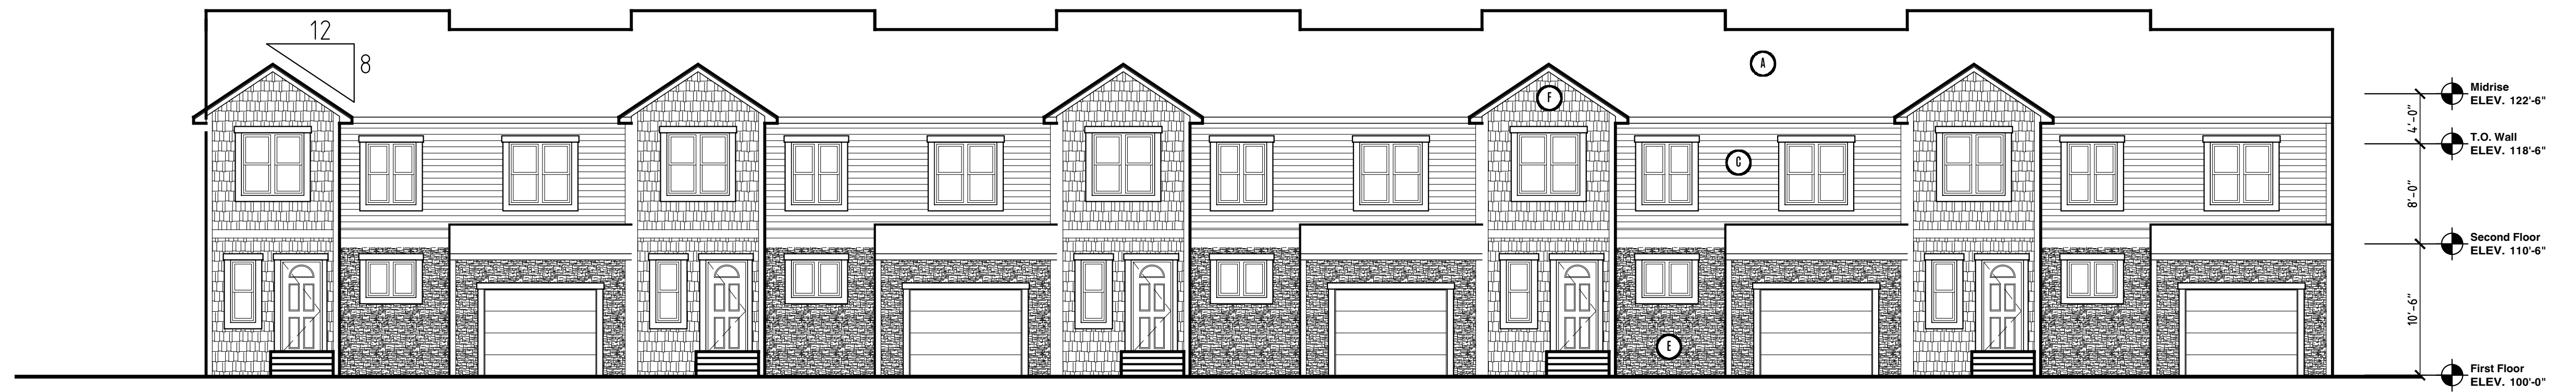 12
8
A
F
C
E
Midrise
ELEV. 122'-6"
4'-0"
T.O. Wall
ELEV. 118'-6"
8'-0"
Second Floor
ELEV. 110'-6"
10'-6"
First Floor
ELEV. 100'-0"